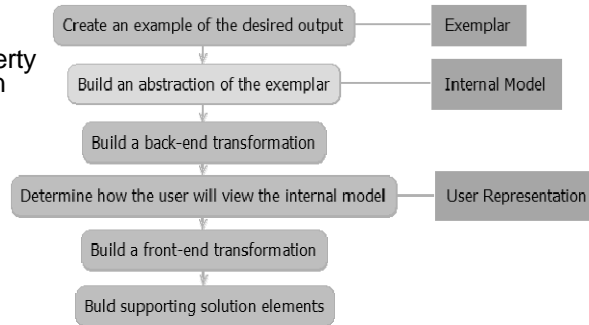 Create an example of the desired output
Exemplar
erty
Build an abstraction of the exemplar
Internal Model
Build a back-end transformation
Determine how the user will view the internal model
User Representation
Build a front-end transformation
Buld supporting solution elements